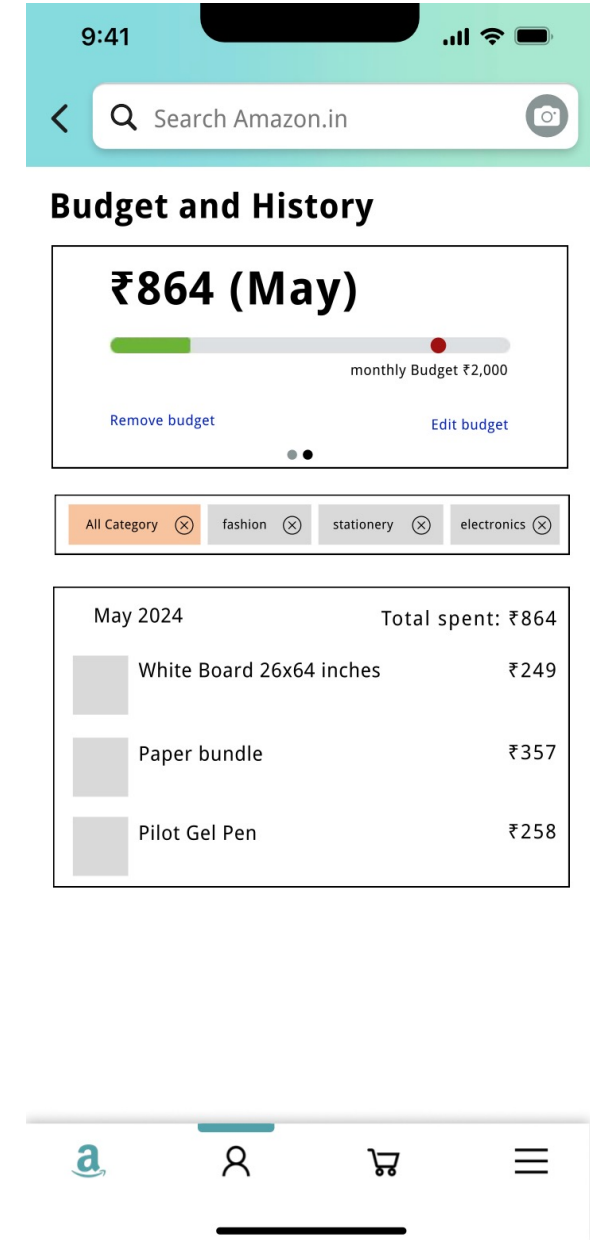 9:41
Search Amazon.in
Budget and History
₹864 (May)
monthly Budget ₹2,000
Remove budget
Edit budget
All Category
fashion
stationery
electronics
May 2024
Total spent: ₹864
White Board 26x64 inches
₹249
Paper bundle
₹357
Pilot Gel Pen
₹258
a